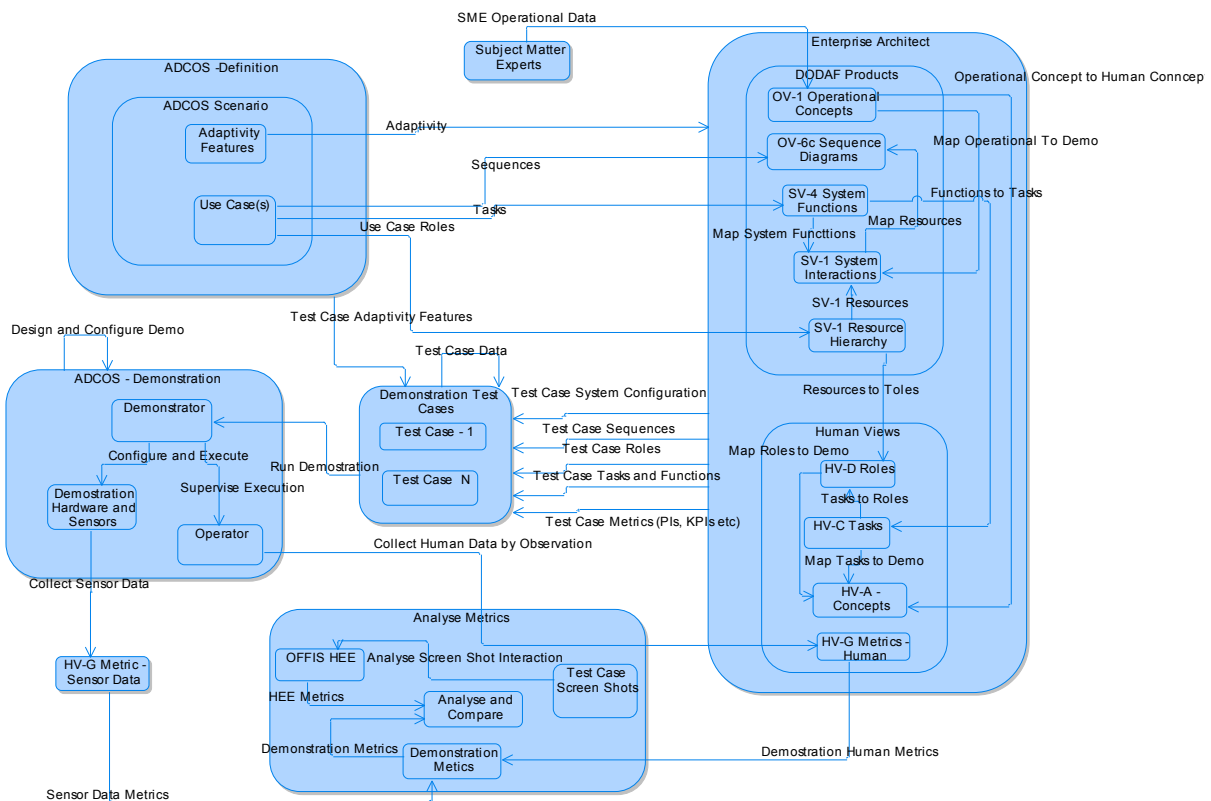 SME Operational Data
Subject Matter
Experts
Enterprise Architect
DODAF Products
Operational Concept to Human Conncept
OV-1 Operational
Concepts
Map Operational To Demo
OV-6c Sequence
Diagrams
SV-4 System
Functions
Functions to Tasks
Map Resources
Map System Functtions
SV-1 System
Interactions
SV-1 Resources
SV-1 Resource
Hierarchy
Resources to Toles
ADCOS -Definition
ADCOS Scenario
Adaptivity
Features
Adaptivity
Sequences
Use Case(s)
Tasks
Use Case Roles
Test Case Adaptivity Features
Design and Configure Demo
Test Case Data
ADCOS - Demonstration
Demonstrator
Configure and Execute
Run Demostration
Supervise Execution
Demostration
Hardware and
Sensors
Operator
Demonstration Test
Cases
Test Case - 1
Test Case  N
Test Case System Configuration
Test Case Sequences
Test Case Roles
Test Case Tasks and Functions
Test Case Metrics (PIs, KPIs etc)
Collect Human Data by Observation
Human Views
Map Roles to Demo
HV-D Roles
Tasks to Roles
HV-C Tasks
Map Tasks to Demo
HV-A -
Concepts
HV-G Metrics -
Human
Collect Sensor Data
HV-G Metric -
Sensor Data
Analyse Metrics
OFFIS HEE
Analyse Screen Shot Interaction
Test Case
Screen Shots
HEE Metrics
Analyse and
Compare
Demonstration Metrics
Demonstration
Metics
Demostration Human Metrics
Sensor Data Metrics